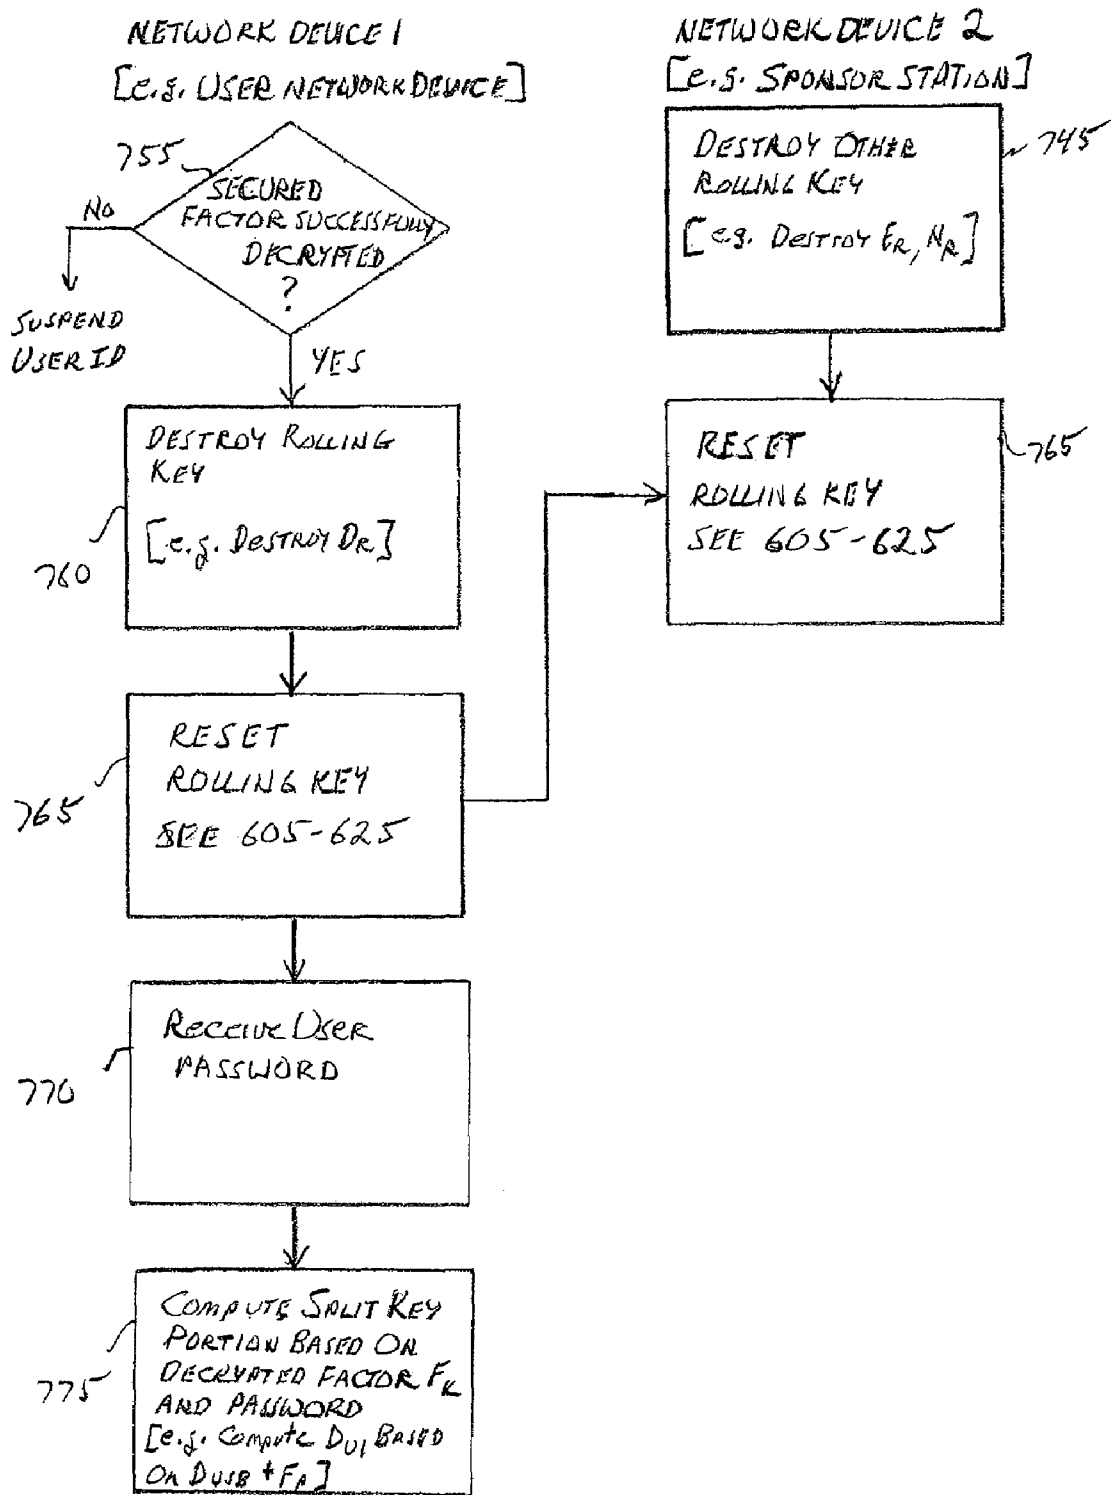 NETWORK DEVICE 1
[e.g. USER NETWORK DEVICE]
755
SECURED
FACTOR SUCCESSFULLY
DECRYPTED
?
NO
SUSPEND
USER ID
YES
DESTROY ROLLING
KEY
[e.g. DESTROY DR]
760
RESET
ROLLING KEY
SEE 605-625
765
RECEIVE USER
PASSWORD
770
COMPUTE SPLIT KEY
PORTION BASED ON
DECRYPTED FACTOR FK
AND PASSWORD
[e.g. Compute DU1 BASED
ON DUSB + FP]
775
NETWORK DEVICE 2
[e.g. SPONSOR STATION]
DESTROY OTHER
ROLLING KEY
[e.g. DESTROY ER, NR]
745
RESET
ROLLING KEY
SEE 605-625
765